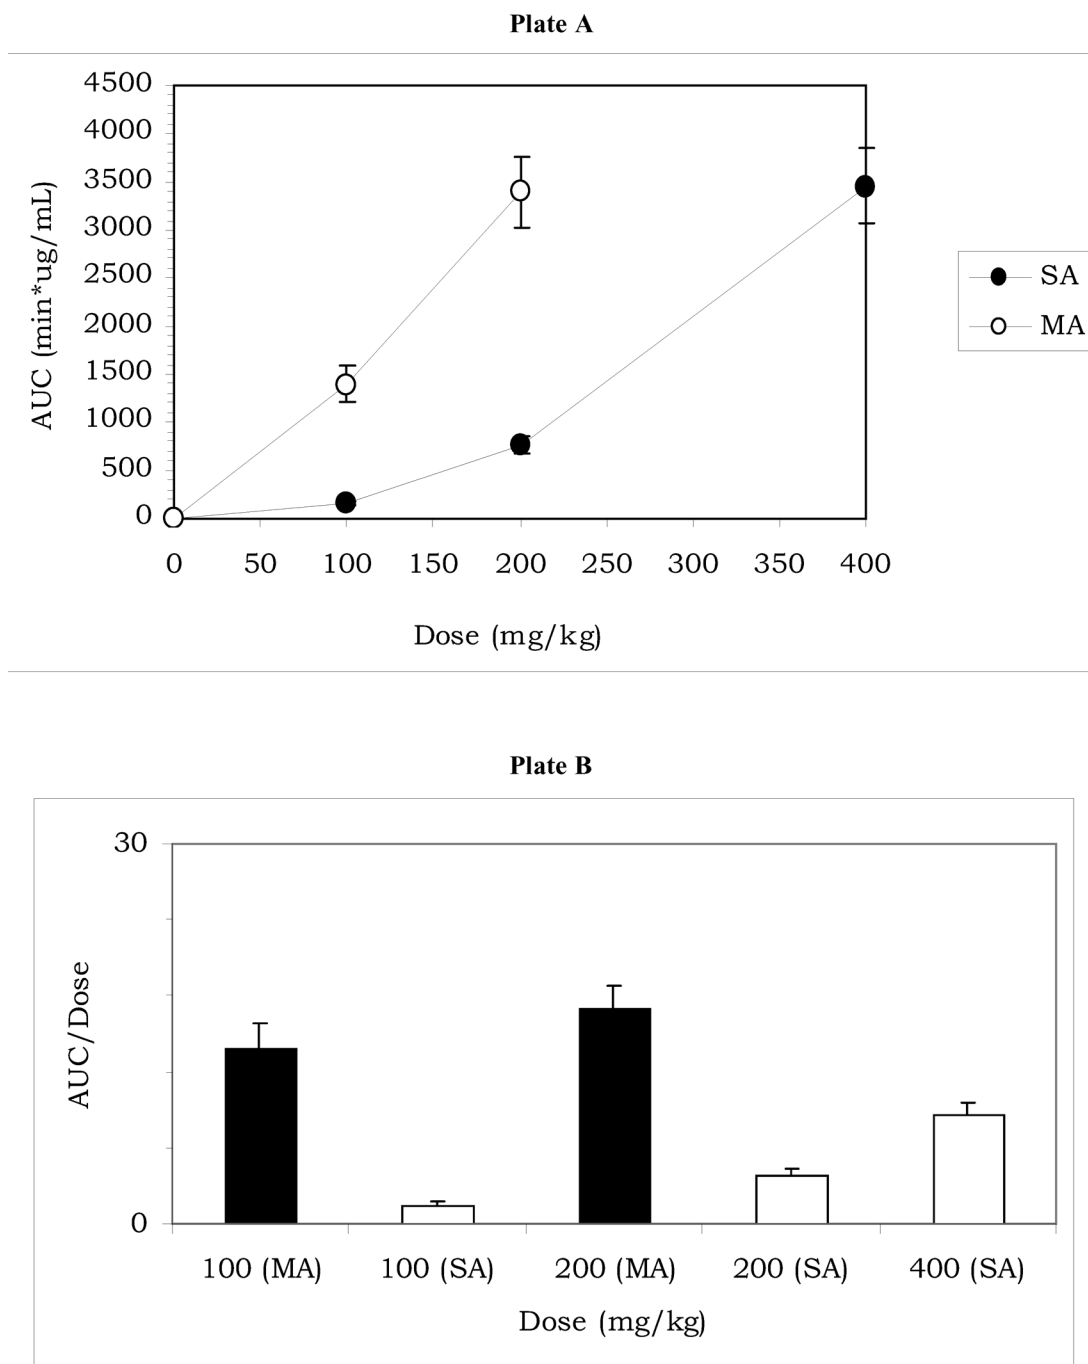 Plate A
4500
4000
3500
3000
2500
2000
1500
1000
500
0
AUC (min*ug/mL)
0 50 100 150 200 250 300 350 400
Dose (mg/kg)
SA
MA
Plate B
30
0
AUC/Dose
100 (MA) 100 (SA) 200 (MA) 200 (SA) 400 (SA)
Dose (mg/kg)